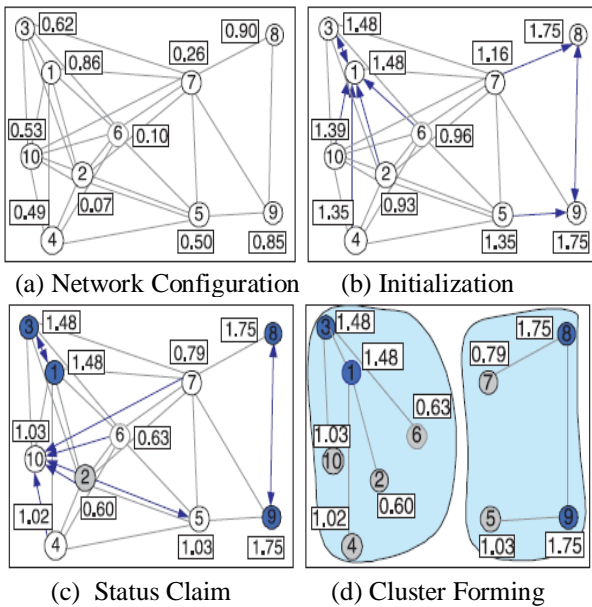 3 0.62 0.90 8
1 0.86 0.26
7
0.53 6 0.10
10
2
0.49 0.07
4 5 9
0.50 0.85
(a) Network Configuration
3 1.48 1.75 8
1 1.48 1.16
7
1.39 6 0.96
10
2
1.35 0.93
4 5 9
1.35 1.75
(b) Initialization
3 1.48 1.75 8
1 1.48 0.79
7
1.03 6 0.63
10
2
1.02 0.60
4 5 9
1.03 1.75
(c) Status Claim
3 1.48 1.75 8
1 1.48 0.79
7
0.63
1.03 6
10
2
1.02 0.60
4 5 9
1.03 1.75
(d) Cluster Forming